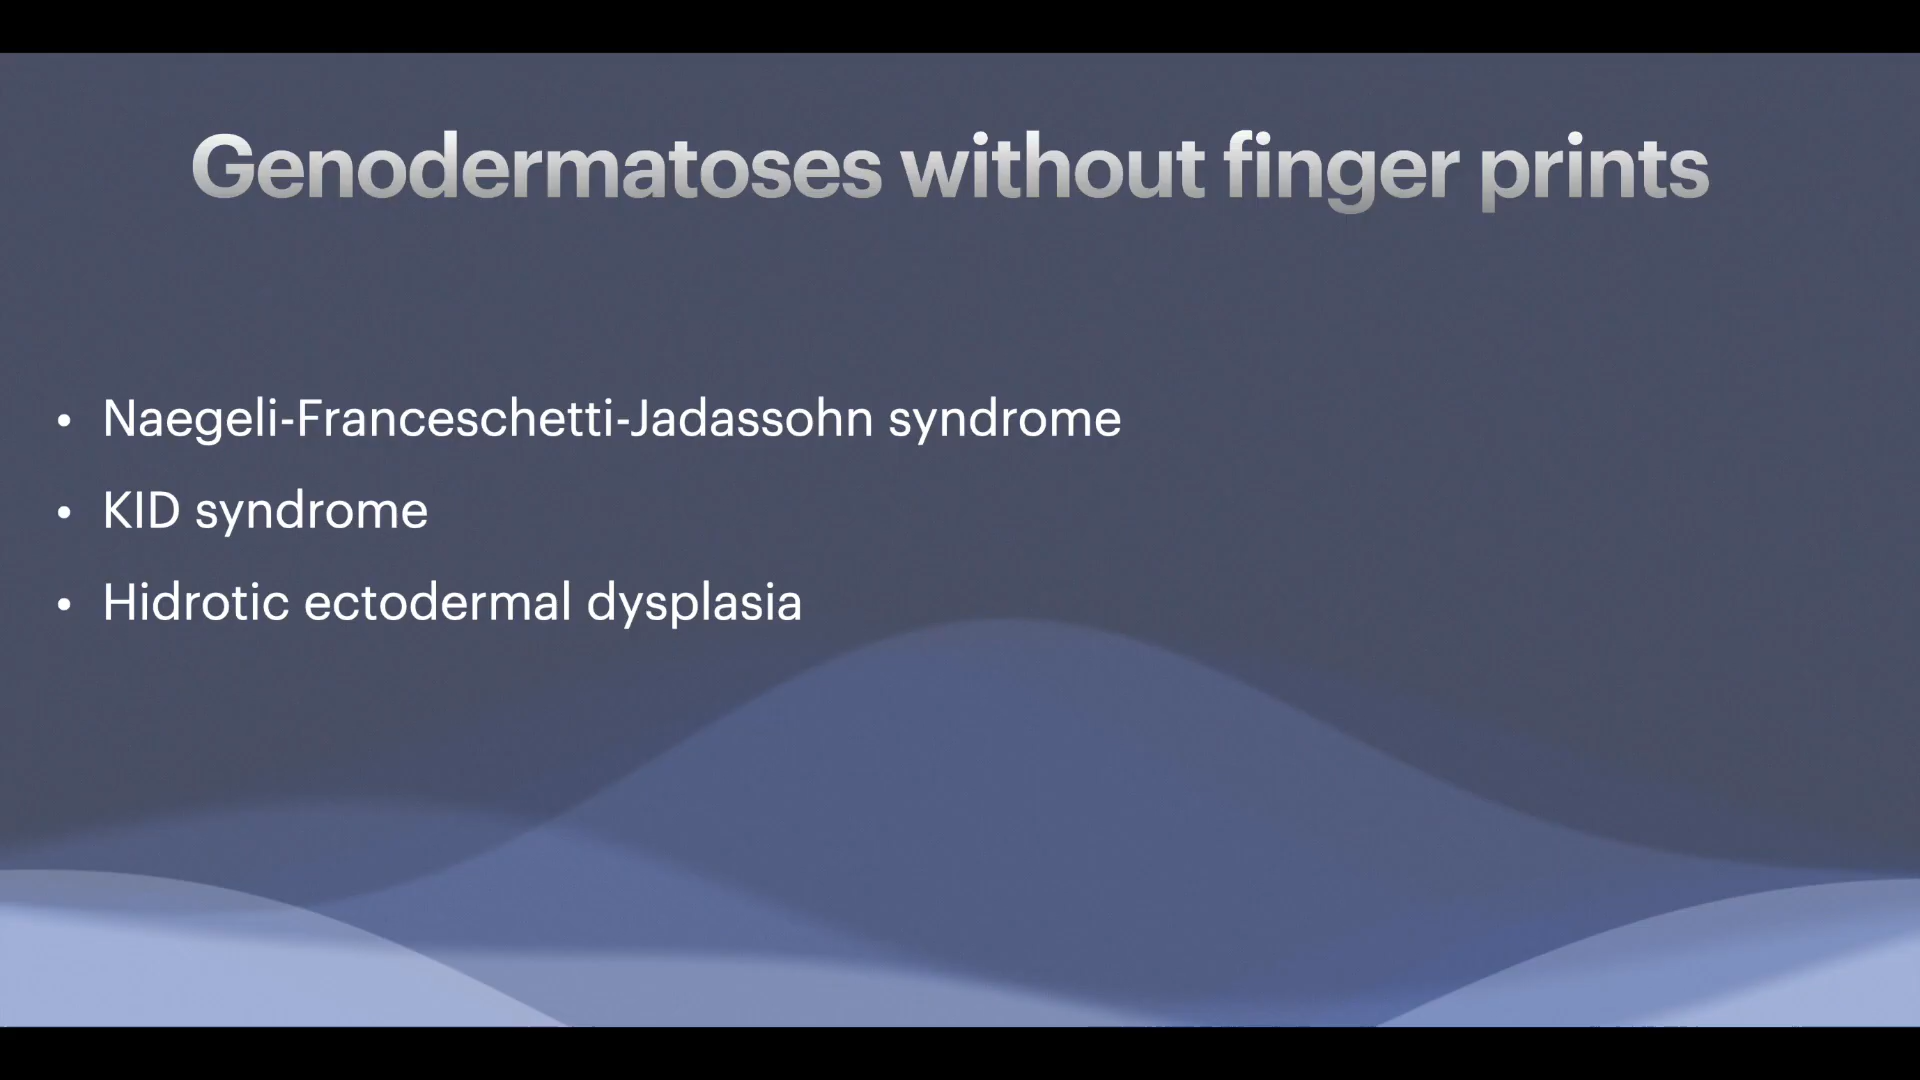 Genodermatoses without finger prints
• Naegeli-Franceschetti-Jadassohn syndrome
• KID syndrome
• Hidrotic ectodermal dysplasia